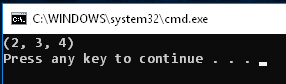 C:\WINDOWS\system32\cmd.exe
(2, 3, 4)
Press any key to continue . . .